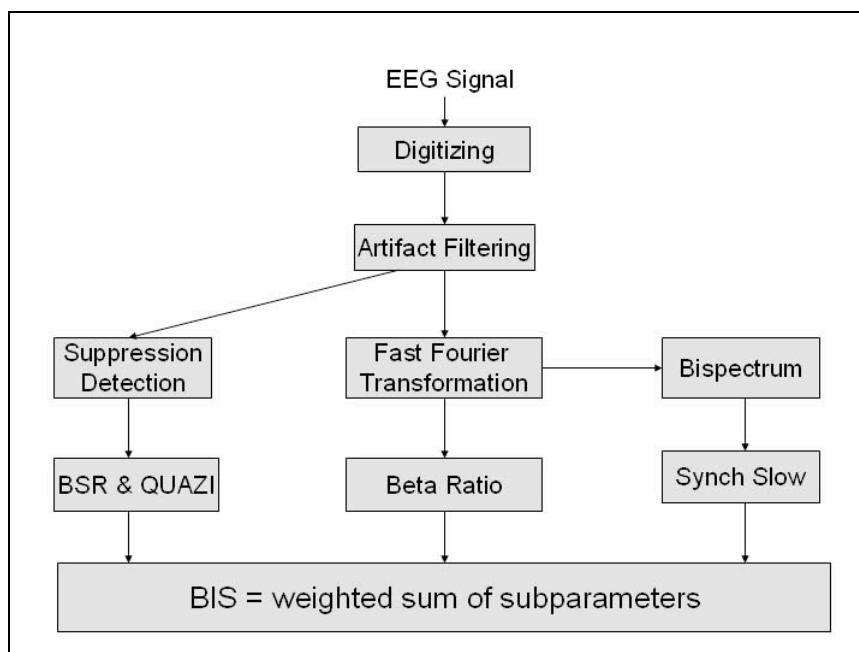 EEG Signal
Digitizing
Artifact Filtering
Suppression
Detection
Fast Fourier
Transformation
Bispectrum
BSR & QUAZI
Beta Ratio
Synch Slow
BIS = weighted sum of subparameters